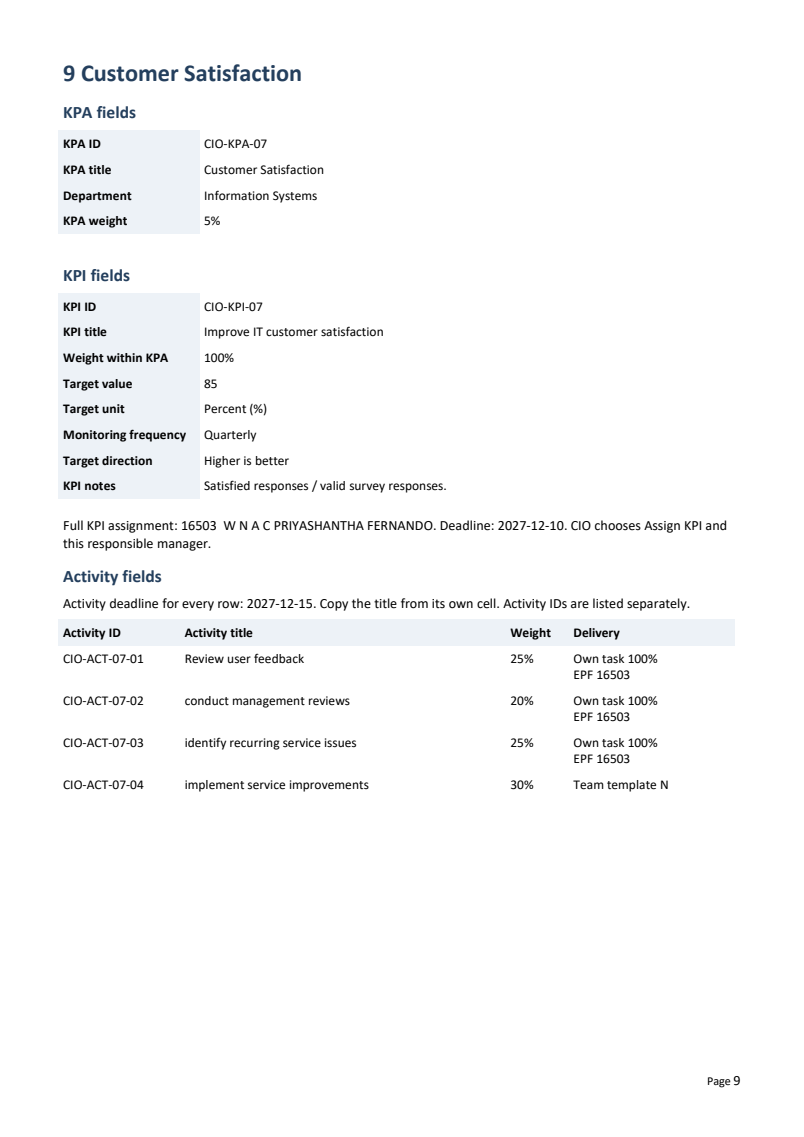 9 Customer Satisfaction
KPA fields
KPA ID CIO-KPA-07
KPA title Customer Satisfaction
Department Information Systems
KPA weight 5%
KPI fields
KPI ID CIO-KPI-07
KPI title Improve IT customer satisfaction
Weight within KPA 100%
Target value 85
Target unit Percent (%)
Monitoring frequency Quarterly
Target direction Higher is better
KPI notes Satisfied responses / valid survey responses.
Full KPI assignment: 16503  W N A C PRIYASHANTHA FERNANDO. Deadline: 2027-12-10. CIO chooses Assign KPI and
this responsible manager.
Activity fields
Activity deadline for every row: 2027-12-15. Copy the title from its own cell. Activity IDs are listed separately.
Activity ID Activity title Weight Delivery
CIO-ACT-07-01 Review user feedback 25% Own task 100%
EPF 16503
CIO-ACT-07-02 conduct management reviews 20% Own task 100%
EPF 16503
CIO-ACT-07-03 identify recurring service issues 25% Own task 100%
EPF 16503
CIO-ACT-07-04 implement service improvements 30% Team template N
Page 9